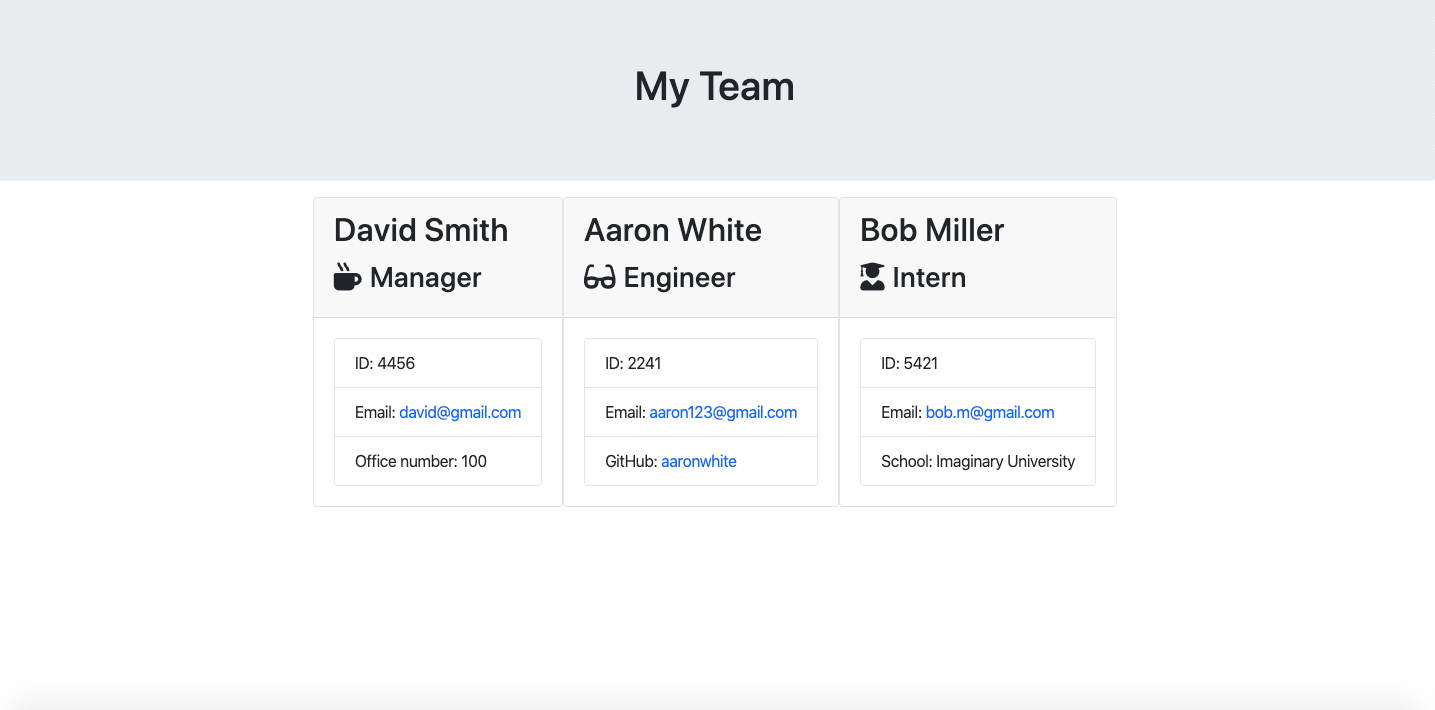 My Team
David Smith
Manager
ID: 4456
Email: david@gmail.com
Office number: 100
Aaron White
Engineer
ID: 2241
Email: aaron123@gmail.com
GitHub: aaronwhite
Bob Miller
Intern
ID: 5421
Email: bob.m@gmail.com
School: Imaginary University